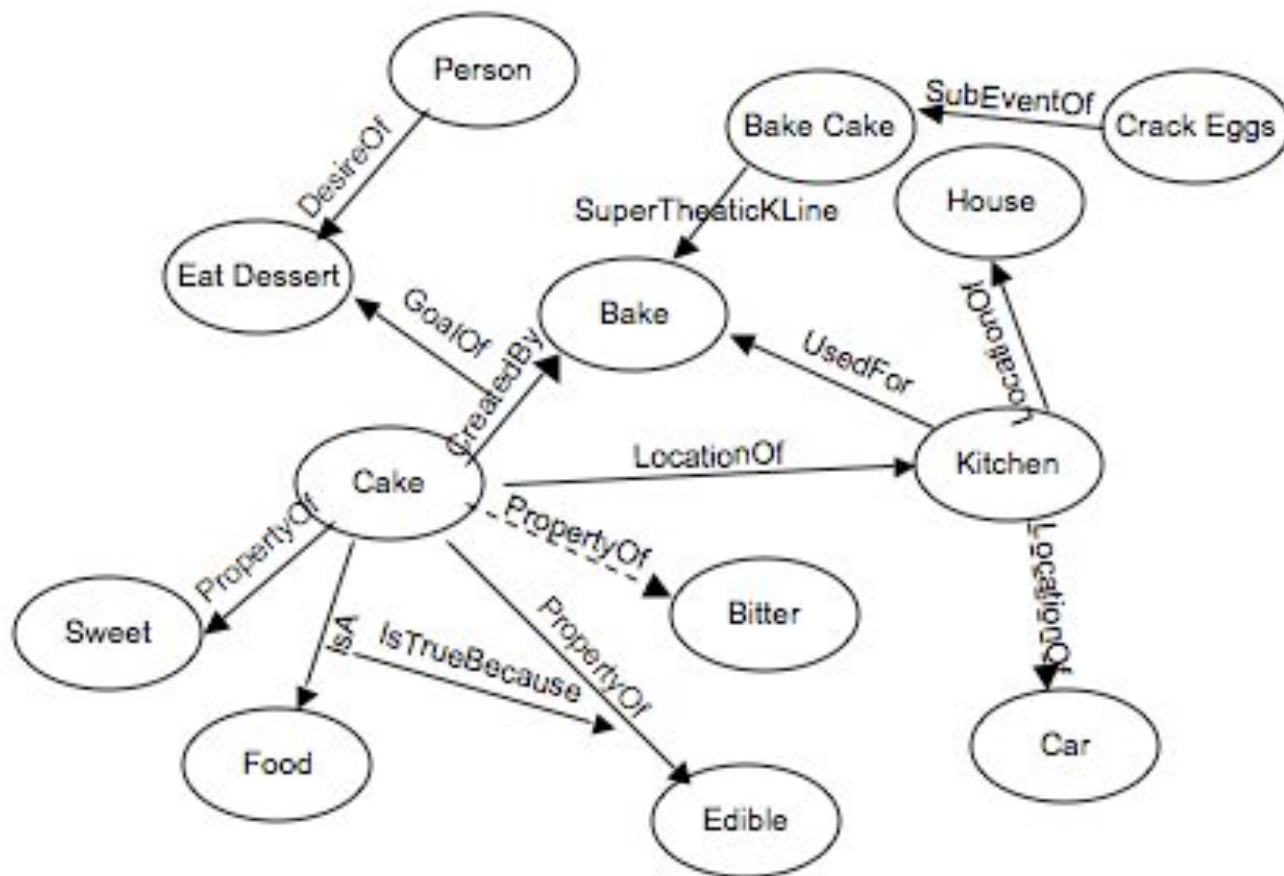 Person
SubEventOf
Bake Cake
Crack Eggs
DesireOf
House
SuperTheaticKLine
Eat Dessert
GoalOf
Bake
LocationOf
CreatedBy
UsedFor
Cake
LocationOf
Kitchen
PropertyOf
PropertyOf
LocationOf
Sweet
IsA
IsTrueBecause
PropertyOf
Bitter
Food
Car
Edible